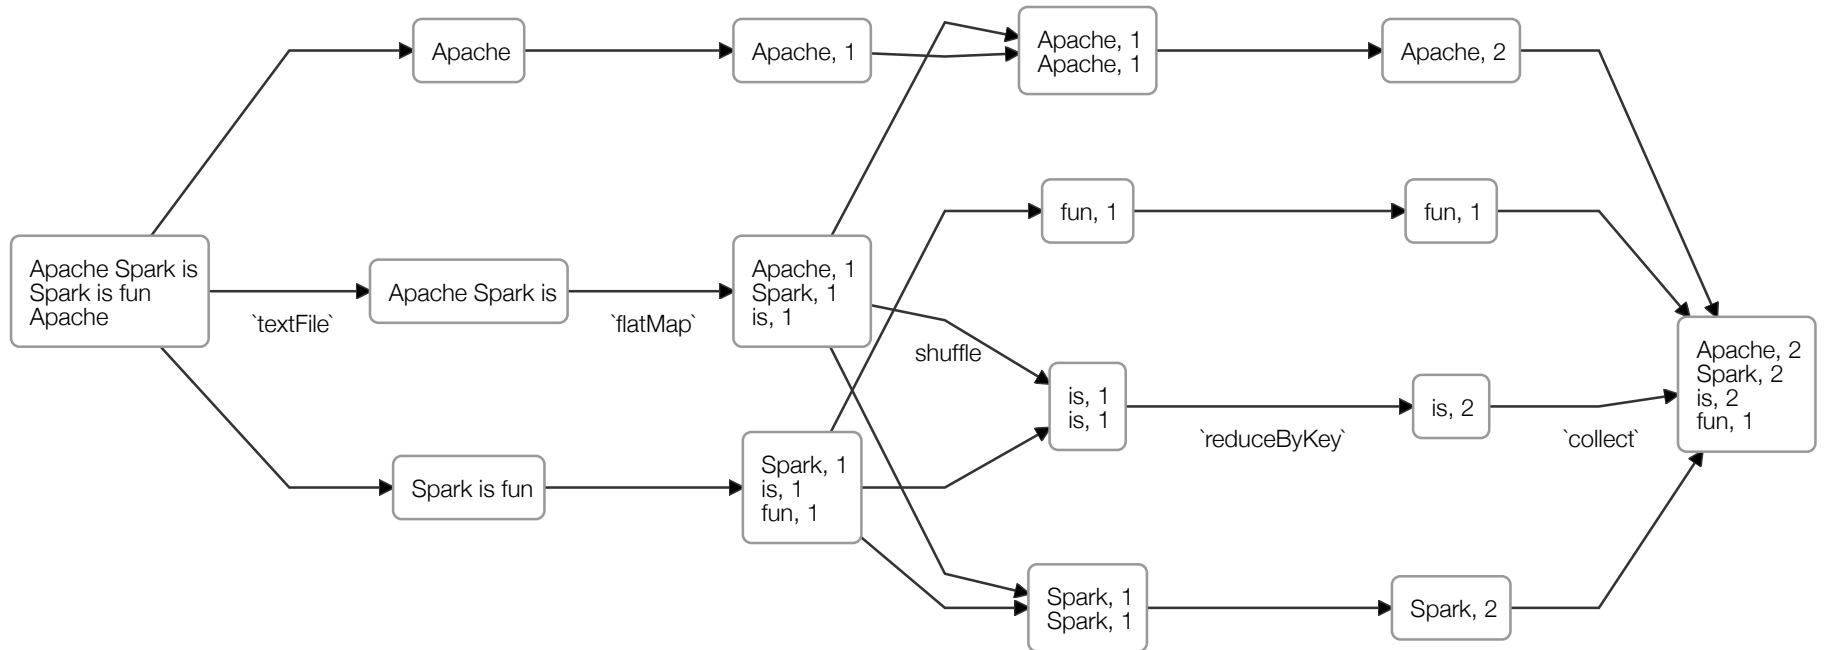 Apache Spark is
Spark is fun
Apache
`textFile`
Apache
Apache Spark is
Spark is fun
`flatMap`
Apache, 1
Apache, 1
Spark, 1
is, 1
Spark, 1
is, 1
fun, 1
shuffle
Apache, 1
Apache, 1
fun, 1
is, 1
is, 1
Spark, 1
Spark, 1
`reduceByKey`
Apache, 2
fun, 1
is, 2
Spark, 2
`collect`
Apache, 2
Spark, 2
is, 2
fun, 1